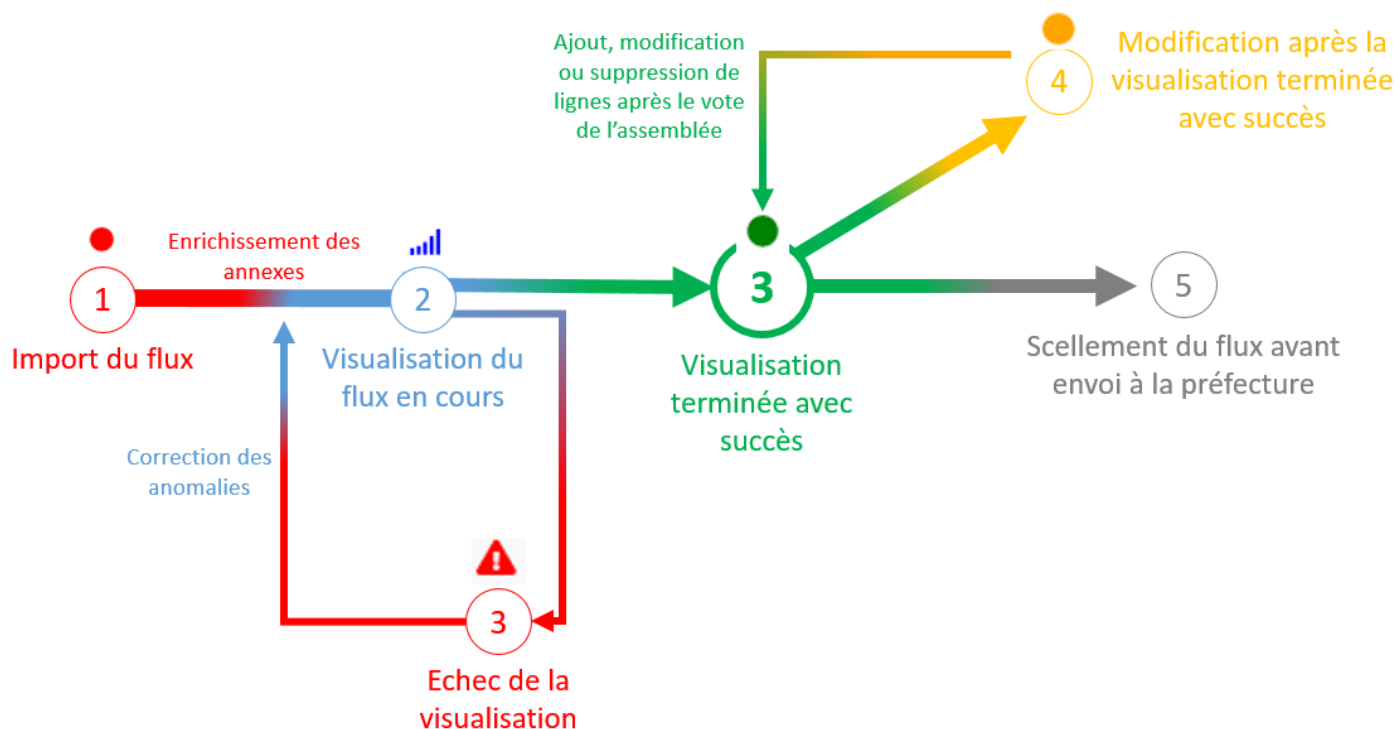 Ajout, modification
ou suppression de
lignes après le vote
de l’assemblée
4
Modification après la
visualisation terminée
avec succès
1
Import du flux
Enrichissement des
annexes
2
Visualisation du
flux en cours
3
Visualisation
terminée avec
succès
5
Scellement du flux avant
envoi à la préfecture
Correction des
anomalies
3
Echec de la
visualisation